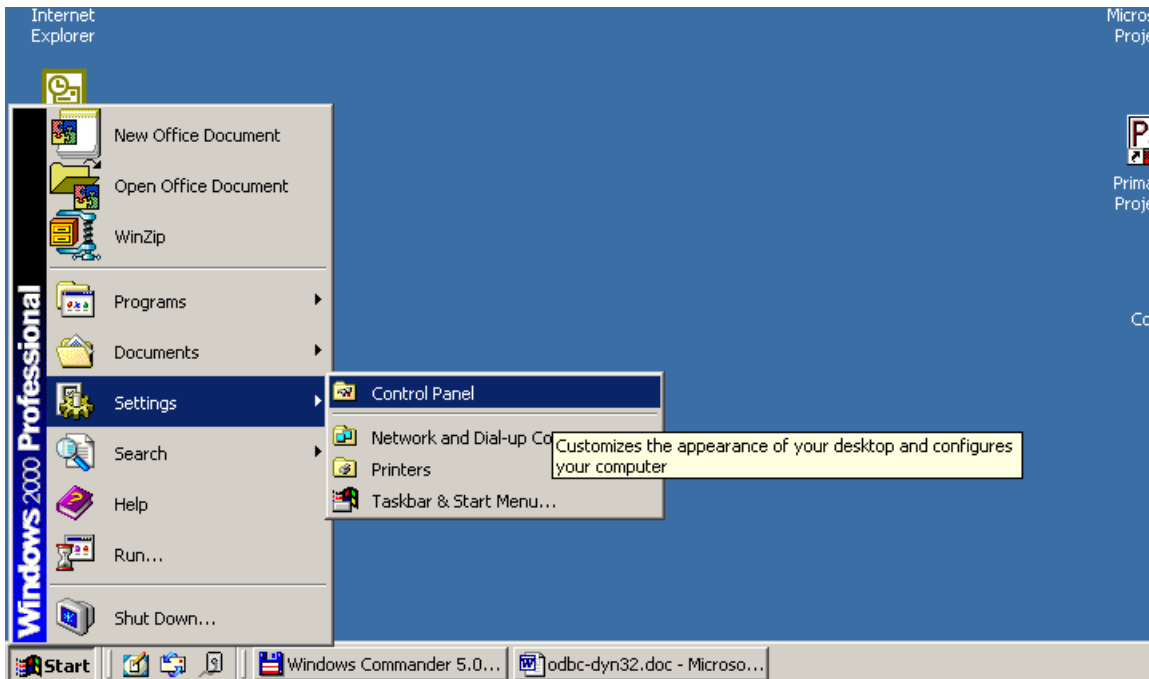 Internet
Explorer
New Office Document
Open Office Document
WinZip
Programs
Documents
Settings
Search
Help
Run...
Shut Down...
Windows 2000 Professional
Control Panel
Network and Dial-up Co
Printers
Taskbar & Start Menu...
Customizes the appearance of your desktop and configures
your computer
Micros
Proje
Prima
Proje
Co
Start
Windows Commander 5.0...
odbc-dyn32.doc - Microso...